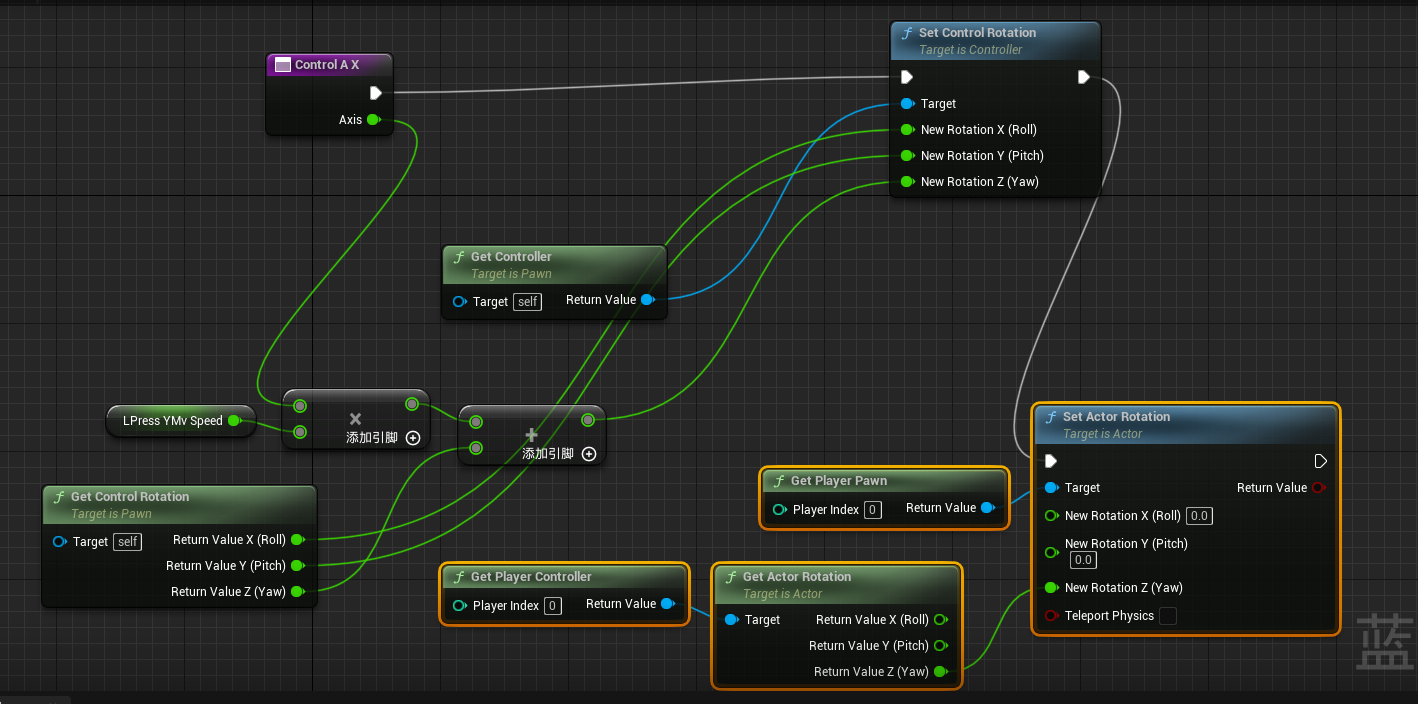 Control A X
Axis
Set Control Rotation
Target is Controller
Target
New Rotation X (Roll)
New Rotation Y (Pitch)
New Rotation Z (Yaw)
Get Controller
Target is Pawn
Target self Return Value
LPress YMv Speed
添加引脚
添加引脚
Get Control Rotation
Target is Pawn
Target self Return Value X (Roll)
Return Value Y (Pitch)
Return Value Z (Yaw)
Get Player Controller
Player Index 0 Return Value
Get Actor Rotation
Target is Actor
Target Return Value X (Roll)
Return Value Y (Pitch)
Return Value Z (Yaw)
Get Player Pawn
Player Index 0 Return Value
Set Actor Rotation
Target is Actor
Target Return Value
New Rotation X (Roll) 0.0
New Rotation Y (Pitch)
0.0
New Rotation Z (Yaw)
Teleport Physics
蓝